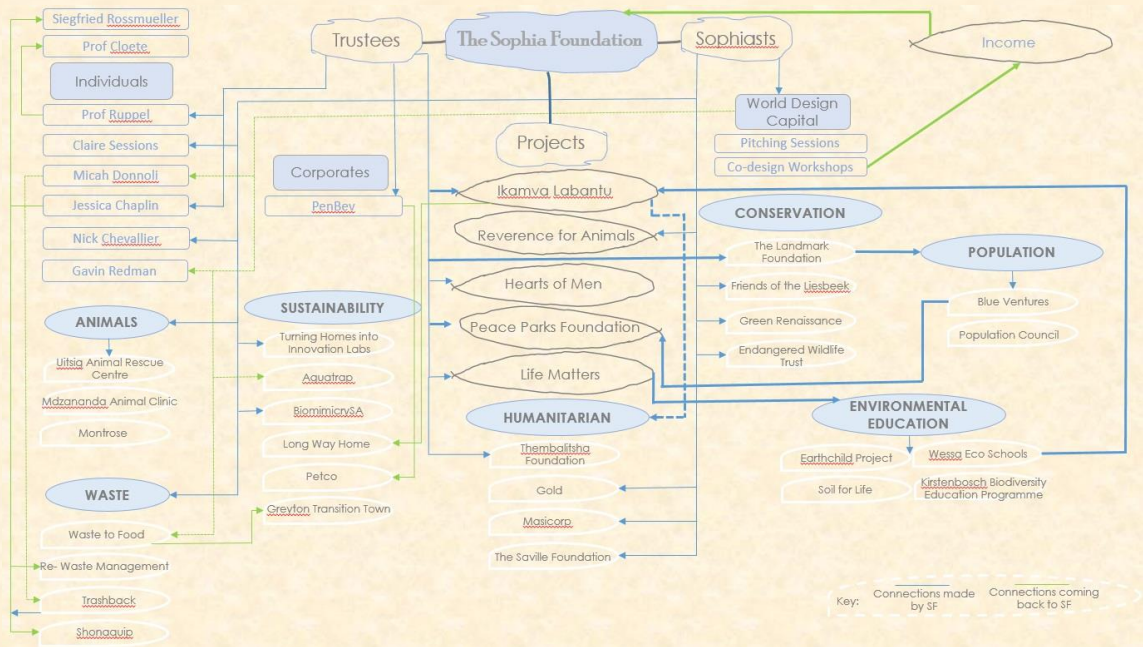 Siegfried Rossmueller
Prof Cloete
Individuals
Prof Ruppel
Claire Sessions
Micah Donnoli
Jessica Chaplin
Nick Chevallier
Gavin Redman
Trustees
The Sophia Foundation
Sophiasts
Income
World Design
Capital
Pitching Sessions
Co-design Workshops
Projects
Corporates
PenBev
Ikamva Labantu
Reverence for Animals
Hearts of Men
Peace Parks Foundation
Life Matters
CONSERVATION
The Landmark
Foundation
Friends of the Liesbeek
Green Renaissance
Endangered Wildlife
Trust
POPULATION
Blue Ventures
Population Council
ANIMALS
Uitsig Animal Rescue
Centre
Mdzananda Animal Clinic
Montrose
SUSTAINABILITY
Turning Homes into
Innovation Labs
Aquatrap
BiomimicrySA
Long Way Home
Petco
Greyton Transition Town
HUMANITARIAN
Thembalitsha
Foundation
Gold
Masicorp
The Saville Foundation
ENVIRONMENTAL
EDUCATION
Earthchild Project
Wessa Eco Schools
Soil for Life
Kirstenbosch Biodiversity
Education Programme
WASTE
Waste to Food
Re- Waste Management
Trashback
Shonaquip
Key:
Connections made
by SF
Connections coming
back to SF